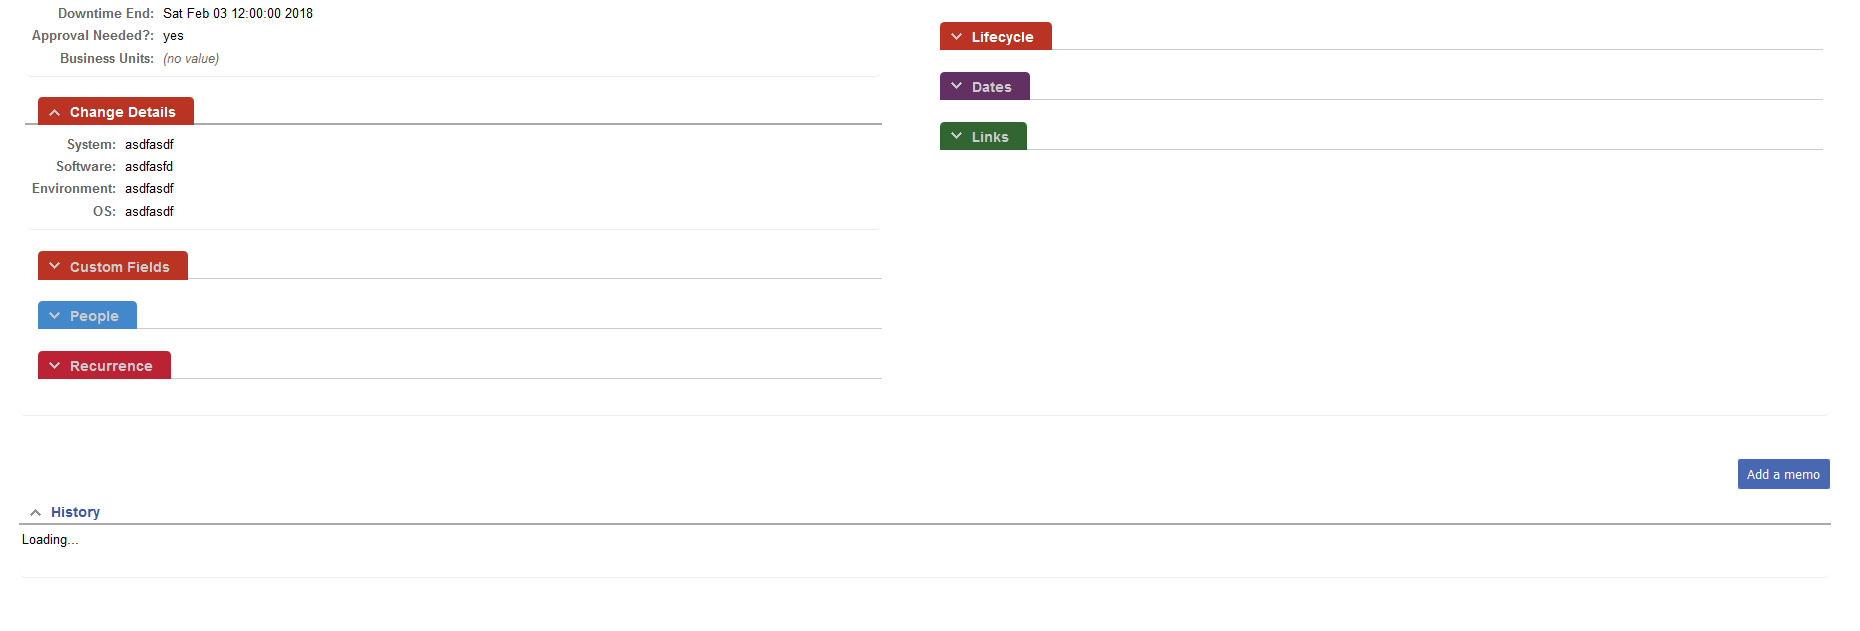 Downtime End: Sat Feb 03 12:00:00 2018
Approval Needed?: yes
Business Units: (no value)
Change Details
System: asdfasdf
Software: asdfasfd
Environment: asdfasdf
OS: asdfasdf
Custom Fields
People
Recurrence
Lifecycle
Dates
Links
Add a memo
History
Loading...